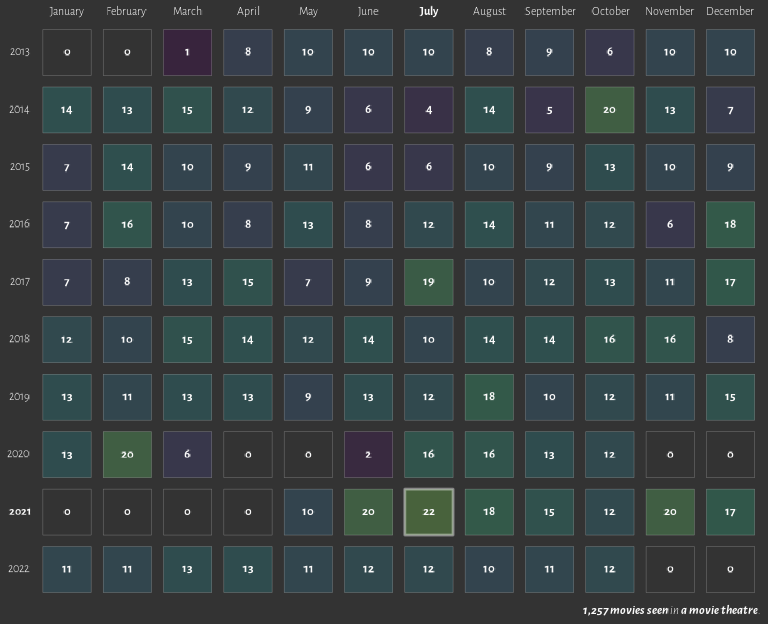 January February March April May June July August September October November December
2013 0 0 1 8 10 10 10 8 9 6 10 10
2014 14 13 15 12 9 6 4 14 5 20 13 7
2015 7 14 10 9 11 6 6 10 9 13 10 9
2016 7 16 10 8 13 8 12 14 11 12 6 18
2017 7 8 13 15 7 9 19 10 12 13 11 17
2018 12 10 15 14 12 14 10 14 14 16 16 8
2019 13 11 13 13 9 13 12 18 10 12 11 15
2020 13 20 6 0 0 2 16 16 13 12 0 0
2021 0 0 0 0 10 20 22 18 15 12 20 17
2022 11 11 13 13 11 12 12 10 11 12 0 0
1,257 movies seen in a movie theatre.